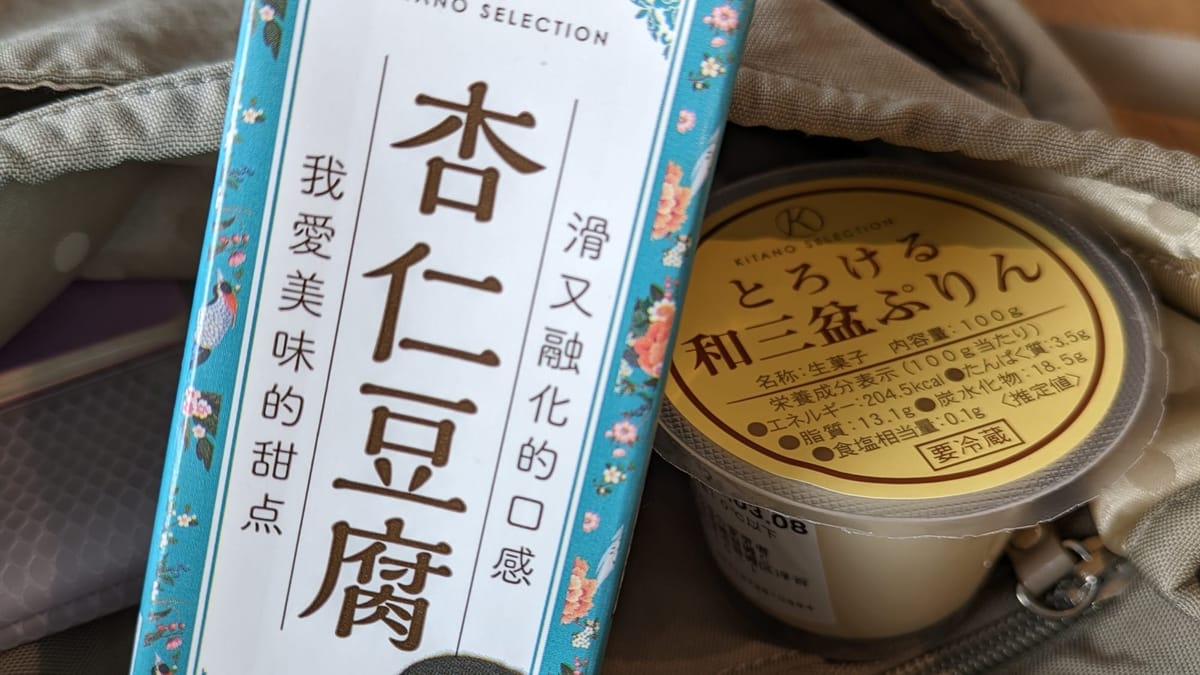 KITANO SELECTION
滑又融化的口感
杏仁豆腐
我愛美味的甜点
KITANO SELECTION
とろける
和三盆ぷりん
名称:生菓子 内容量:100g
栄養成分表示(100g当たり)
●エネルギー:204.5kcal ●たんぱく質:3.5g
●脂質:13.1g ●炭水化物:18.5g
●食塩相当量:0.1g 〈推定値〉
要冷蔵